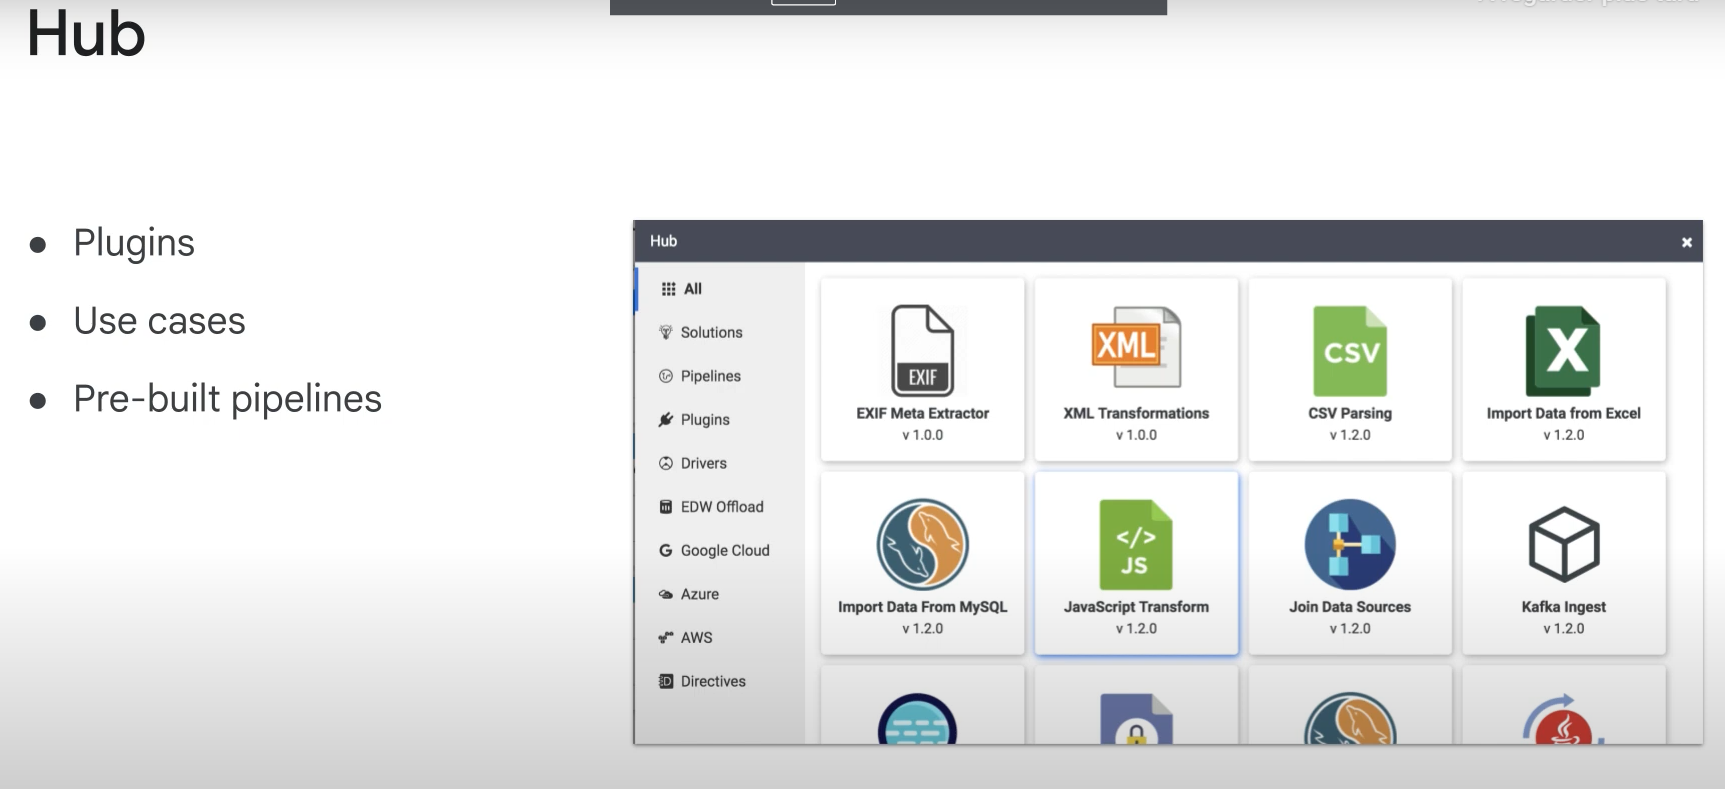 Hub
Plugins
Use cases
Pre-built pipelines
Hub
All
Solutions
Pipelines
Plugins
Drivers
EDW Offload
Google Cloud
Azure
AWS
Directives
EXIF
EXIF Meta Extractor
v 1.0.0
XML
XML Transformations
v 1.0.0
CSV
CSV Parsing
v 1.2.0
X
Import Data from Excel
v 1.2.0
Import Data From MySQL
v 1.2.0
</>
JS
JavaScript Transform
v 1.2.0
Join Data Sources
v 1.2.0
Kafka Ingest
v 1.2.0